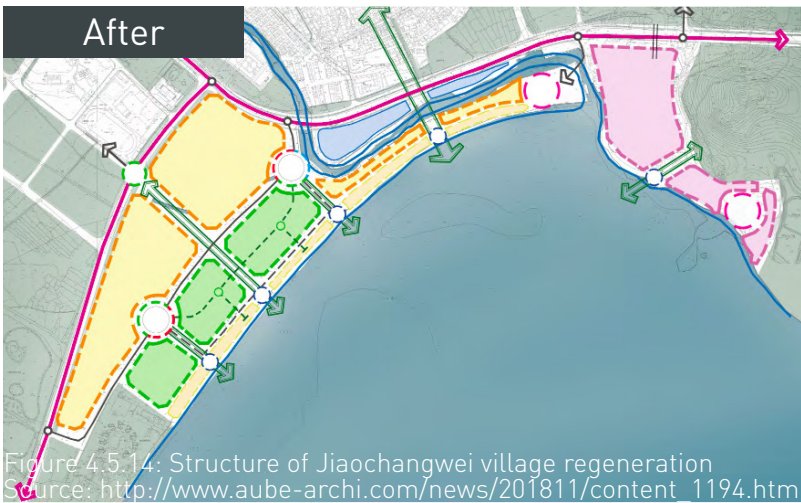 After
Figure 4.5.14: Structure of Jiaochangwei village regeneration
Source: http://www.aube-archi.com/news/201811/content_1194.htm